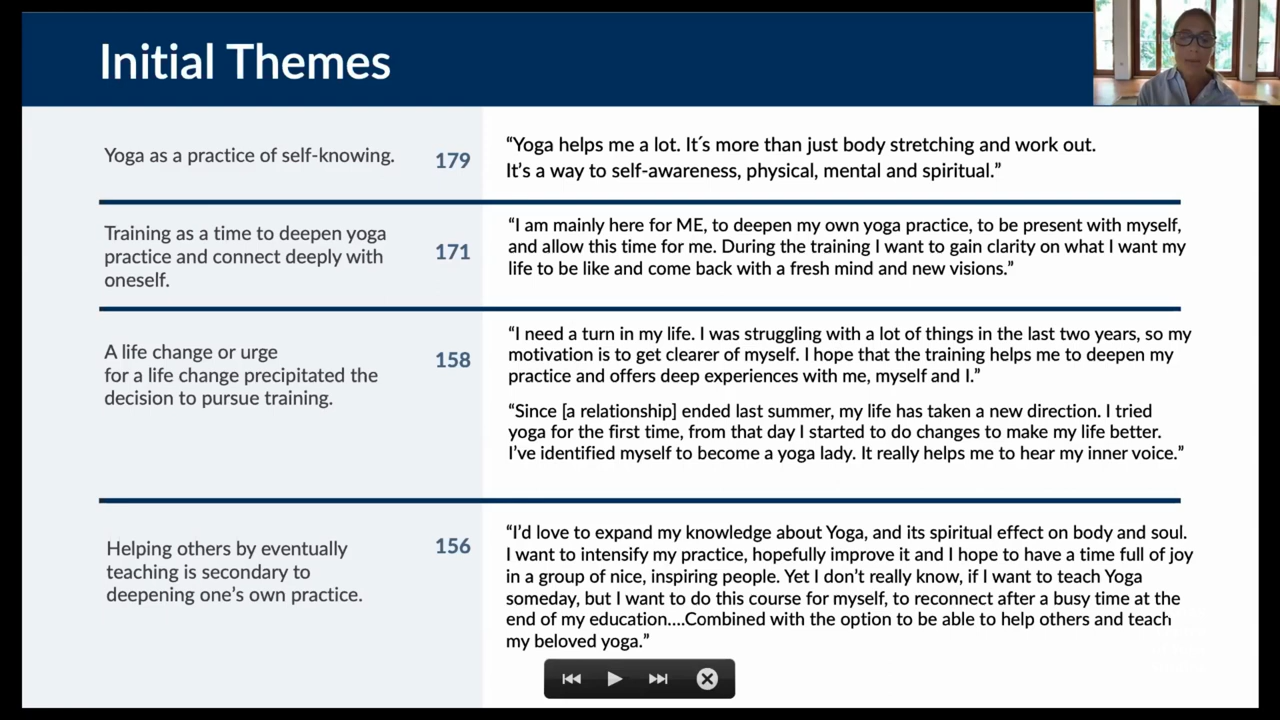 Initial Themes
Yoga as a practice of self-knowing.
179
“Yoga helps me a lot. It´s more than just body stretching and work out.
It’s a way to self-awareness, physical, mental and spiritual.”
Training as a time to deepen yoga
practice and connect deeply with
oneself.
171
“I am mainly here for ME, to deepen my own yoga practice, to be present with myself,
and allow this time for me. During the training I want to gain clarity on what I want my
life to be like and come back with a fresh mind and new visions.”
A life change or urge
for a life change precipitated the
decision to pursue training.
158
“I need a turn in my life. I was struggling with a lot of things in the last two years, so my
motivation is to get clearer of myself. I hope that the training helps me to deepen my
practice and offers deep experiences with me, myself and I.”
“Since [a relationship] ended last summer, my life has taken a new direction. I tried
yoga for the first time, from that day I started to do changes to make my life better.
I’ve identified myself to become a yoga lady. It really helps me to hear my inner voice.”
Helping others by eventually
teaching is secondary to
deepening one’s own practice.
156
“I’d love to expand my knowledge about Yoga, and its spiritual effect on body and soul.
I want to intensify my practice, hopefully improve it and I hope to have a time full of joy
in a group of nice, inspiring people. Yet I don’t really know, if I want to teach Yoga
someday, but I want to do this course for myself, to reconnect after a busy time at the
end of my education....Combined with the option to be able to help others and teach
my beloved yoga.”